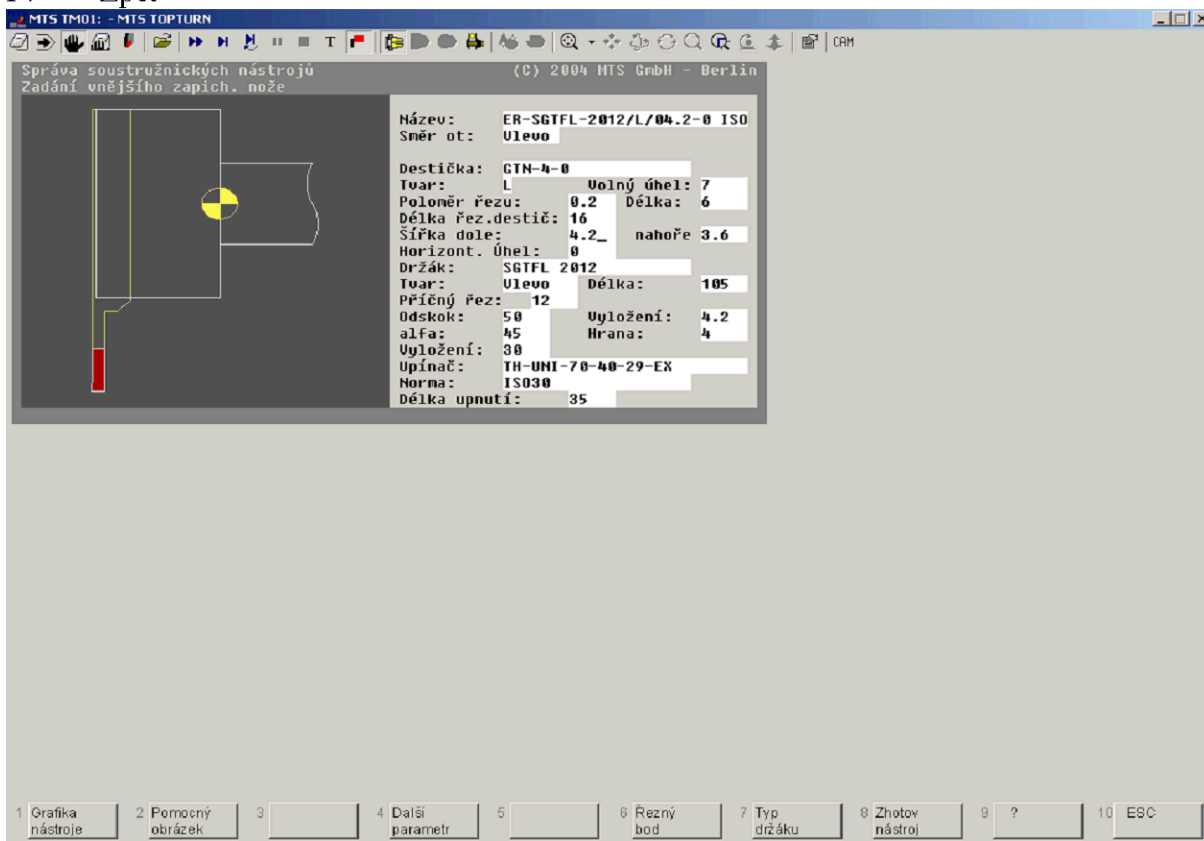 MTS TM01: - MTS TOPTURN
T CAM
Správa soustružnických nástrojů (C) 2004 MTS GmbH - Berlin
Zadání vnějšího zapich. nože
Název: ER-SGTFL-2012/L/04.2-0 ISO
Směr ot: Vlevo
Destička: GTN-4-0
Tvar: L Volný úhel: 7
Poloměr řezu: 0.2 Délka: 6
Délka řez.destič: 16
Šířka dole: 4.2_ nahoře 3.6
Horizont. Úhel: 0
Držák: SGTFL 2012
Tvar: Vlevo Délka: 105
Příčný řez: 12
Odskok: 50 Vyložení: 4.2
alfa: 45 Hrana: 4
Vyložení: 30
Upínač: TH-UNI-70-40-29-EX
Norma: ISO30
Délka upnutí: 35
1 Grafika nástroje 2 Pomocný obrázek 3 4 Další parametr 5 6 Řezný bod 7 Typ držáku 8 Zhotov nástroj 9 ? 10 ESC